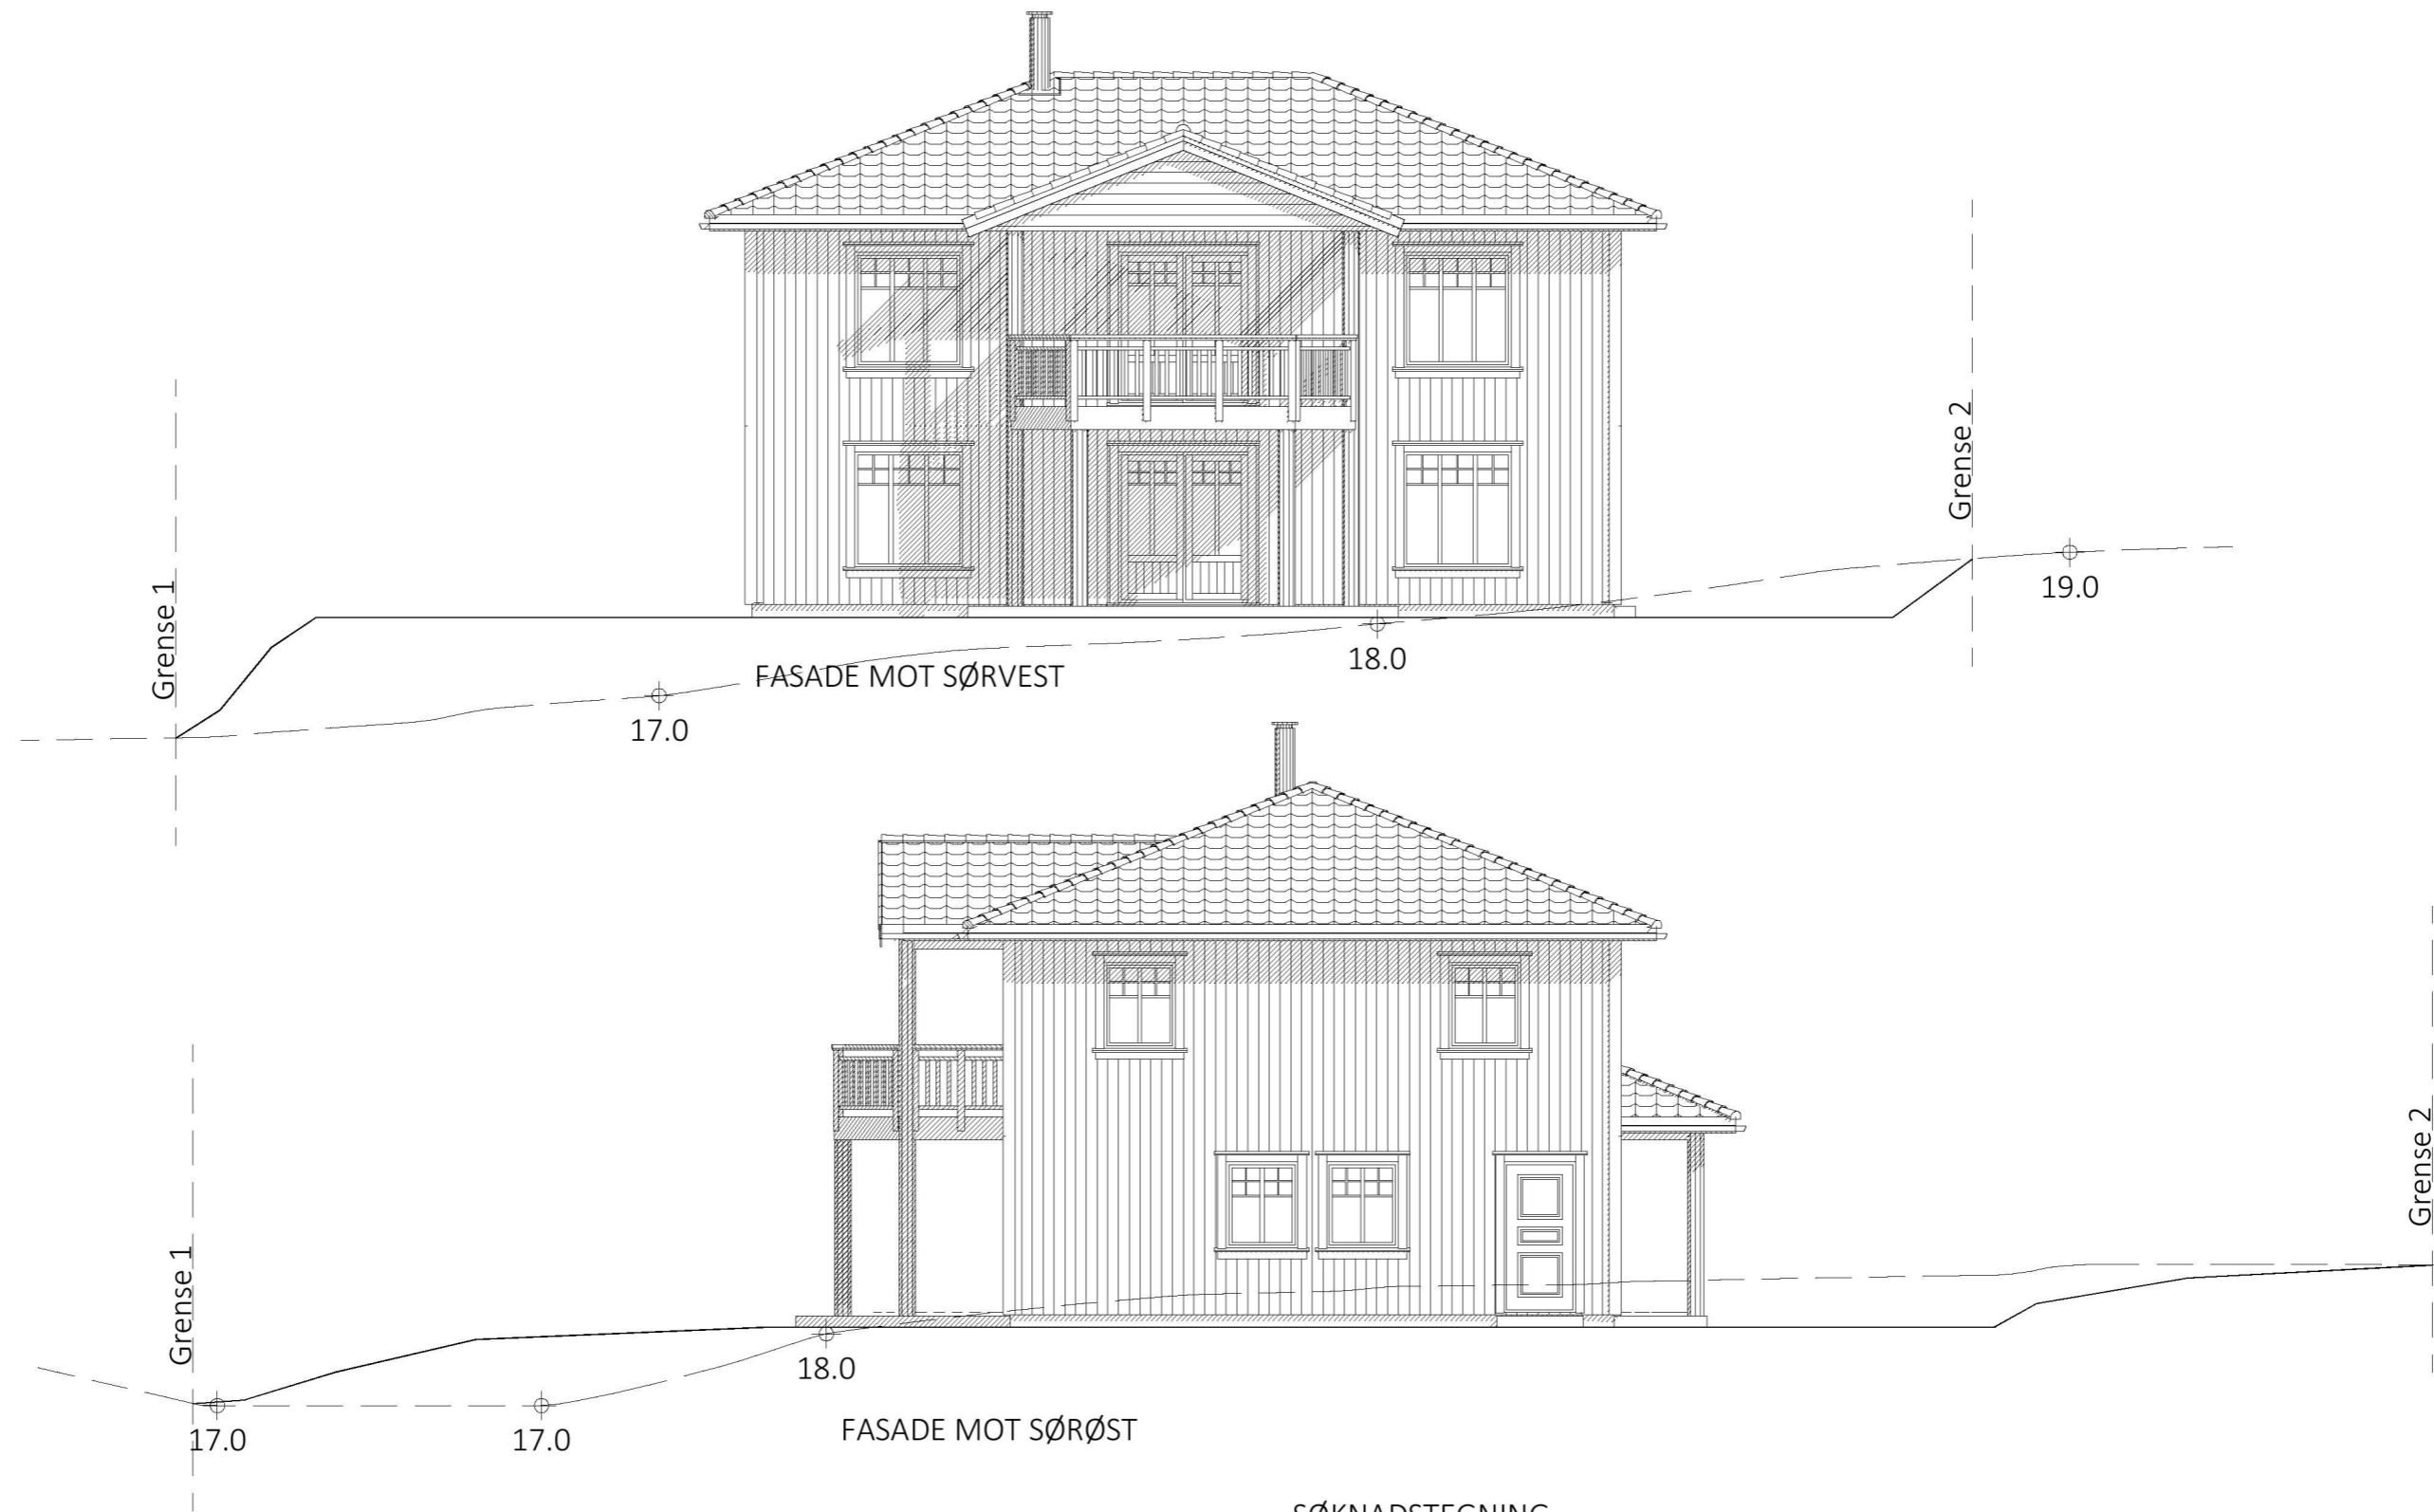 Grense 1
Grense 2
19.0
18.0
FASADE MOT SØRVEST
17.0
Grense 1
Grense 2
18.0
FASADE MOT SØRØST
17.0
17.0
SØKNADSTEGNING